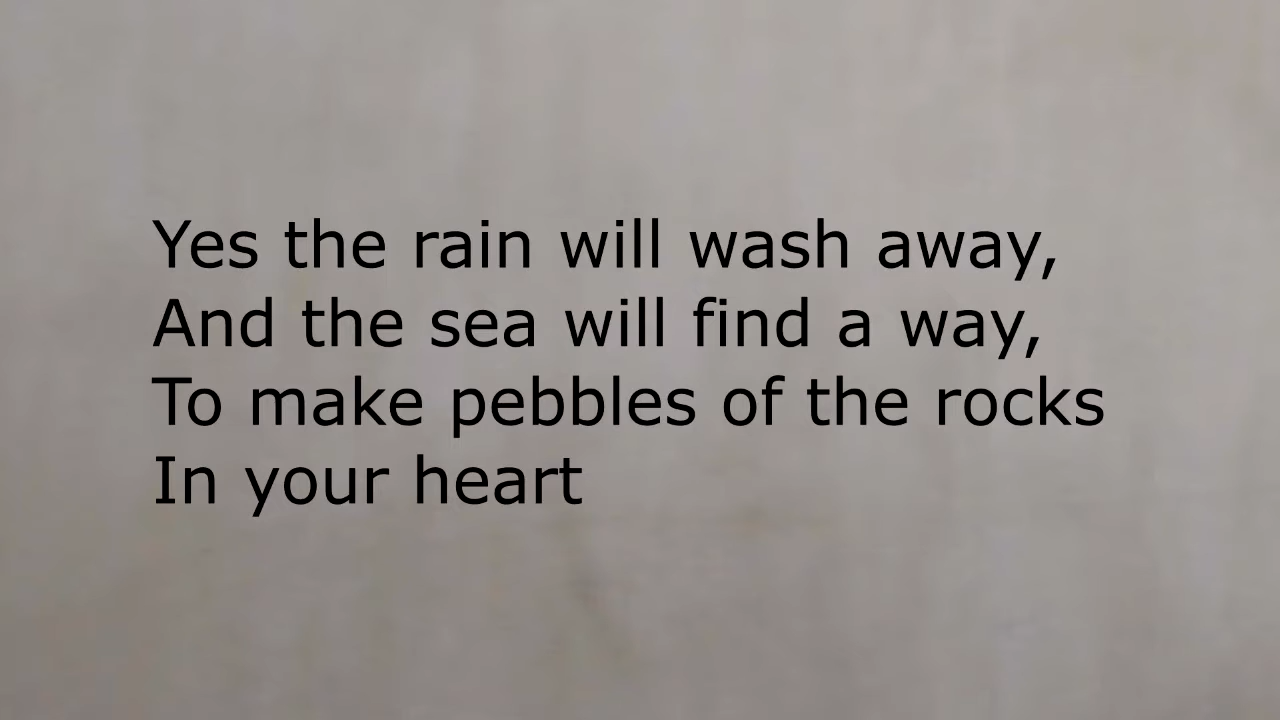 Yes the rain will wash away,
And the sea will find a way,
To make pebbles of the rocks
In your heart